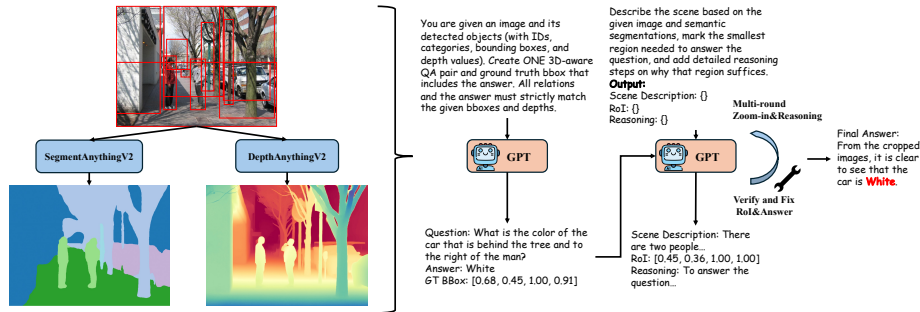 SegmentAnythingV2
DepthAnythingV2
You are given an image and its
detected objects (with IDs,
categories, bounding boxes, and
depth values). Create ONE 3D-aware
QA pair and ground truth bbox
that includes the answer. All
relations and the answer must strictly match
the given bboxes and depths.
GPT
Question: What is the color of the
car that is behind the tree and to
the right of the man?
Answer: White
GT BBox: [0.68, 0.45, 1.00, 0.91]
Describe the scene based on the
given image and semantic
segmentations, mark the smallest
region needed to answer the
question, and add detailed reasoning
steps on why that region suffices.
Output:
Scene Description: {}
RoI: {}
Reasoning: {}
GPT
Scene Description: There
are two people...
RoI: [0.45, 0.36, 1.00, 1.00]
Reasoning: To answer the
question...
Multi-round
Zoom-in&Reasoning
Verify and Fix
RoI&Answer
Final Answer:
From the cropped
images, it is clear
to see that the
car is White.